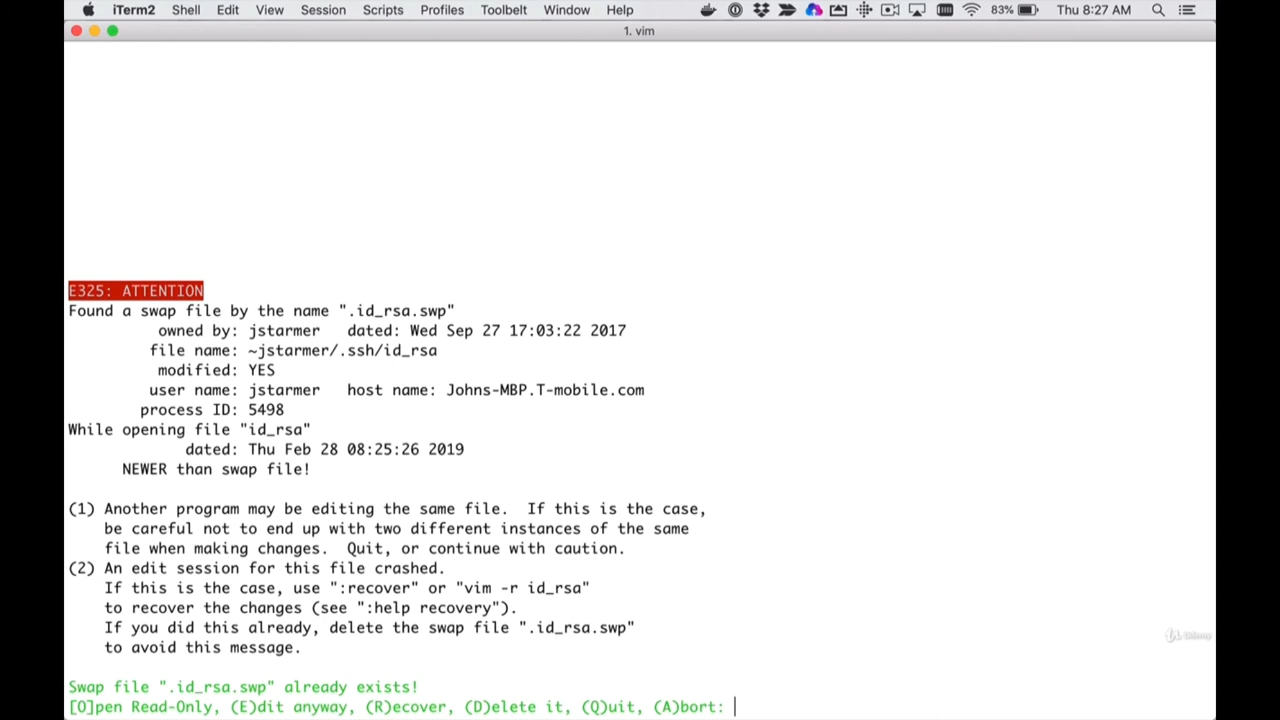 iTerm2 Shell Edit View Session Scripts Profiles Toolbelt Window Help 83% Thu 8:27 AM
1. vim
E325: ATTENTION
Found a swap file by the name ".id_rsa.swp"
owned by: jstarmer dated: Wed Sep 27 17:03:22 2017
file name: ~jstarmer/.ssh/id_rsa
modified: YES
user name: jstarmer host name: Johns-MBP.T-mobile.com
process ID: 5498
While opening file "id_rsa"
dated: Thu Feb 28 08:25:26 2019
NEWER than swap file!
(1) Another program may be editing the same file. If this is the case,
be careful not to end up with two different instances of the same
file when making changes. Quit, or continue with caution.
(2) An edit session for this file crashed.
If this is the case, use ":recover" or "vim -r id_rsa"
to recover the changes (see ":help recovery").
If you did this already, delete the swap file ".id_rsa.swp"
to avoid this message.
Udemy
Swap file ".id_rsa.swp" already exists!
[O]pen Read-Only, (E)dit anyway, (R)ecover, (D)elete it, (Q)uit, (A)bort: